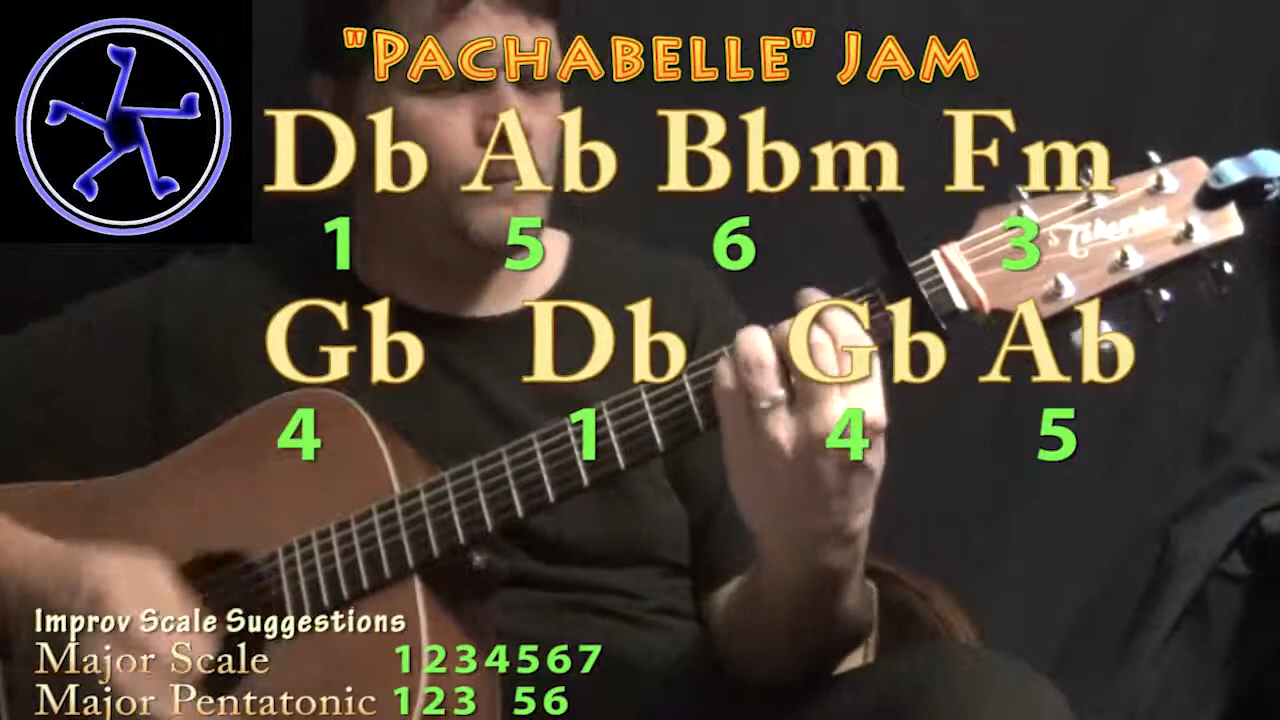 "Pachabelle" Jam
Db Ab Bbm Fm
1 5 6 3
Gb Db Gb Ab
4 1 4 5
Takamine
Improv Scale Suggestions
Major Scale 1234567
Major Pentatonic 123 56